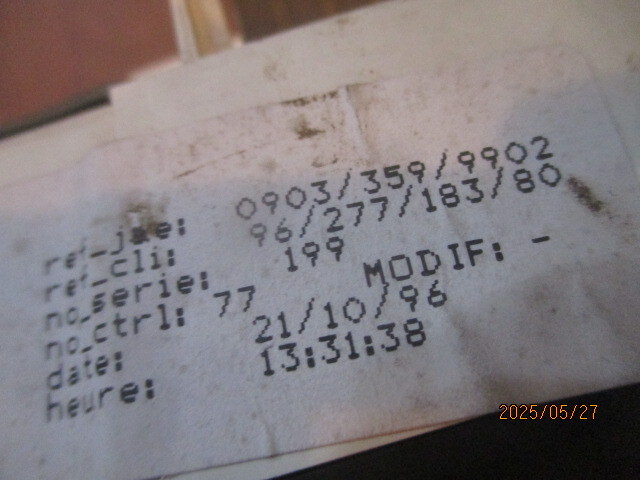 ref_jae: 0903/359/9902
ref_cli: 96/277/183/80
no_serie: 199
no_ctrl: 77 MODIF: -
date: 21/10/96
heure: 13:31:38
2025/05/27